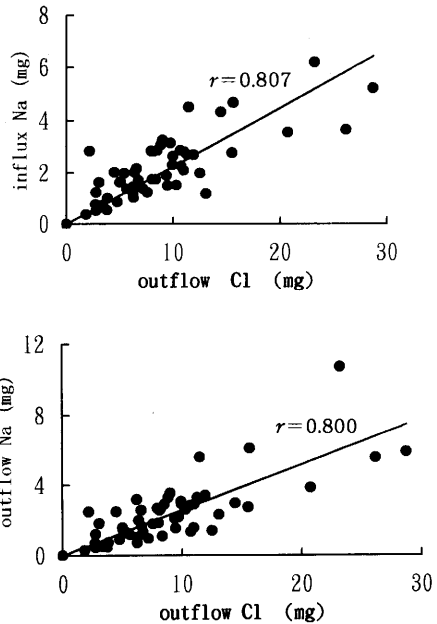 8
6
4
2
0
influx Na (mg)
r=0.807
0 10 20 30
outflow Cl (mg)
12
8
4
0
outflow Na (mg)
r=0.800
0 10 20 30
outflow Cl (mg)